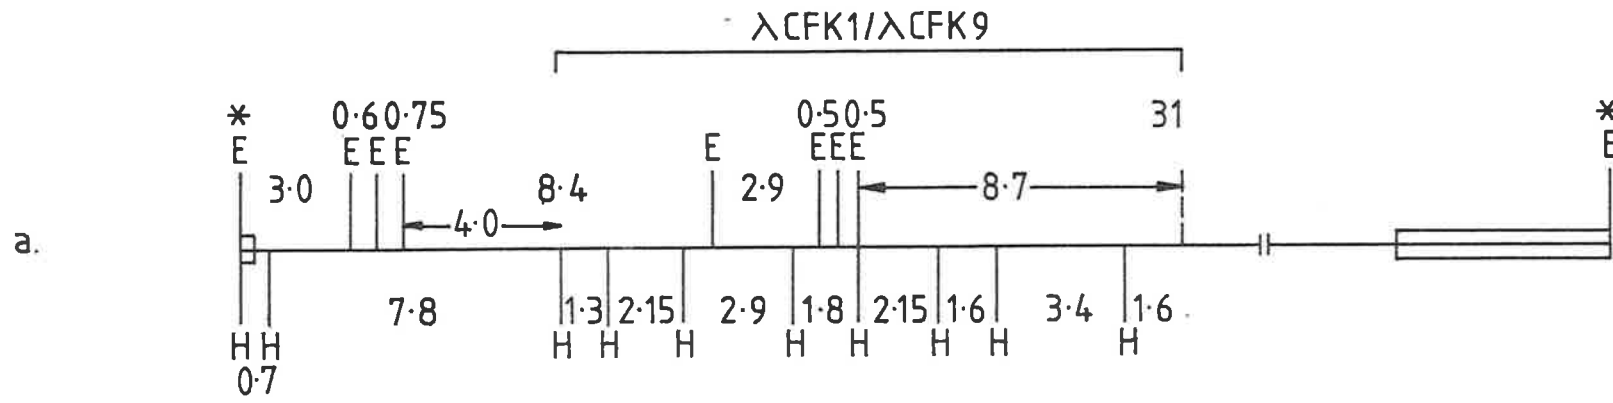 λCFK1/λCFK9
* 0·6 0·75 0·5 0·5 31 *
E E E E E E E E E
3·0 8·4 2·9 8·7
4·0
a.
7·8 1·3 2·15 2·9 1·8 2·15 1·6 3·4 1·6
H H H H H H H H H H
0·7